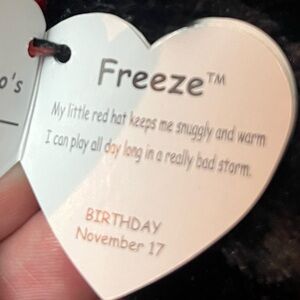 o's
Freeze™
My little red hat keeps me snuggly and warm
I can play all day long in a really bad storm.
BIRTHDAY
November 17